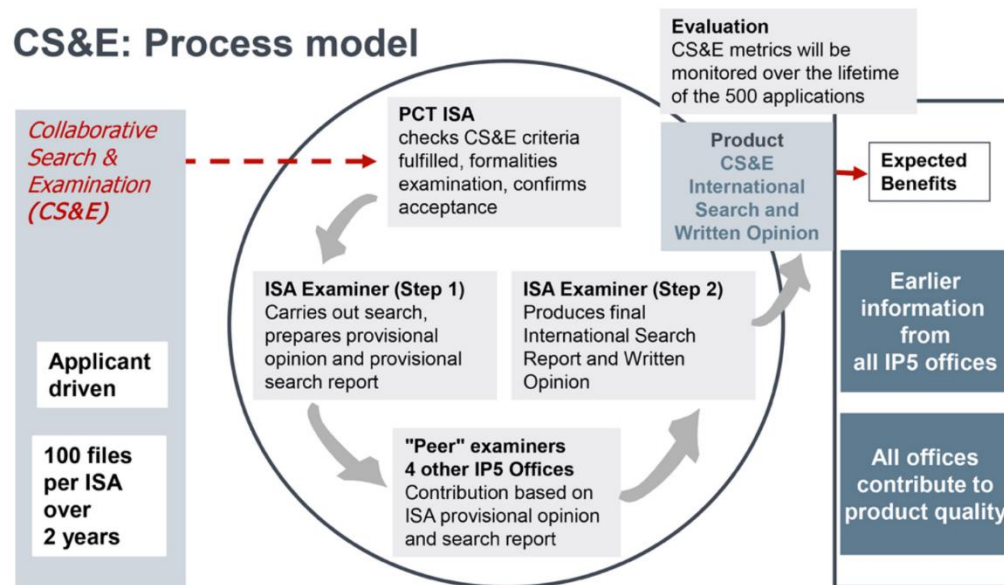 CS&E: Process model
Collaborative
Search &
Examination
(CS&E)
Applicant
driven
100 files
per ISA
over
2 years
PCT ISA
checks CS&E criteria
fulfilled, formalities
examination, confirms
acceptance
ISA Examiner (Step 1)
Carries out search,
prepares provisional
opinion and provisional
search report
"Peer" examiners
4 other IP5 Offices
Contribution based on
ISA provisional opinion
and search report
ISA Examiner (Step 2)
Produces final
International Search
Report and Written
Opinion
Product
CS&E
International
Search and
Written Opinion
Evaluation
CS&E metrics will be
monitored over the lifetime
of the 500 applications
Expected
Benefits
Earlier
information
from
all IP5 offices
All offices
contribute to
product quality